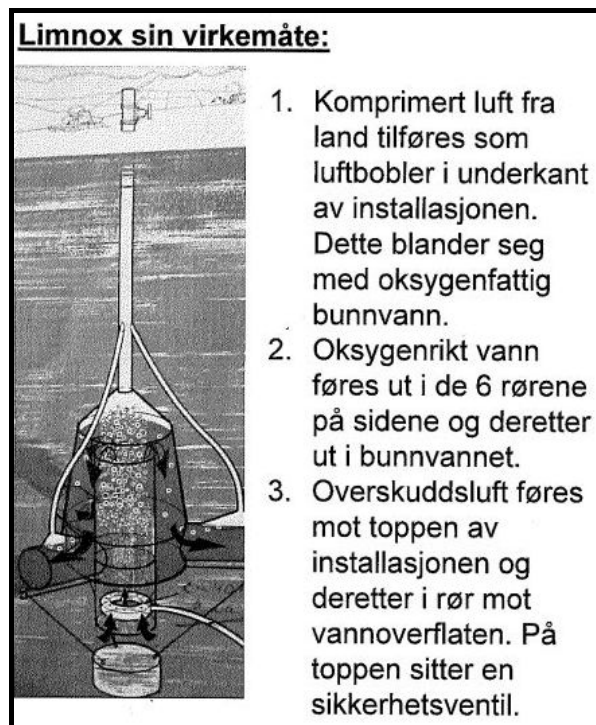 Limnox sin virkemåte:
1. Komprimert luft fra
land tilføres som
luftbobler i underkant
av installasjonen.
Dette blander seg
med oksygenfattig
bunnvann.
2. Oksygenrikt vann
føres ut i de 6 rørene
på sidene og deretter
ut i bunnvannet.
3. Overskuddsluft føres
mot toppen av
installasjonen og
deretter i rør mot
vannoverflaten. På
toppen sitter en
sikkerhetsventil.